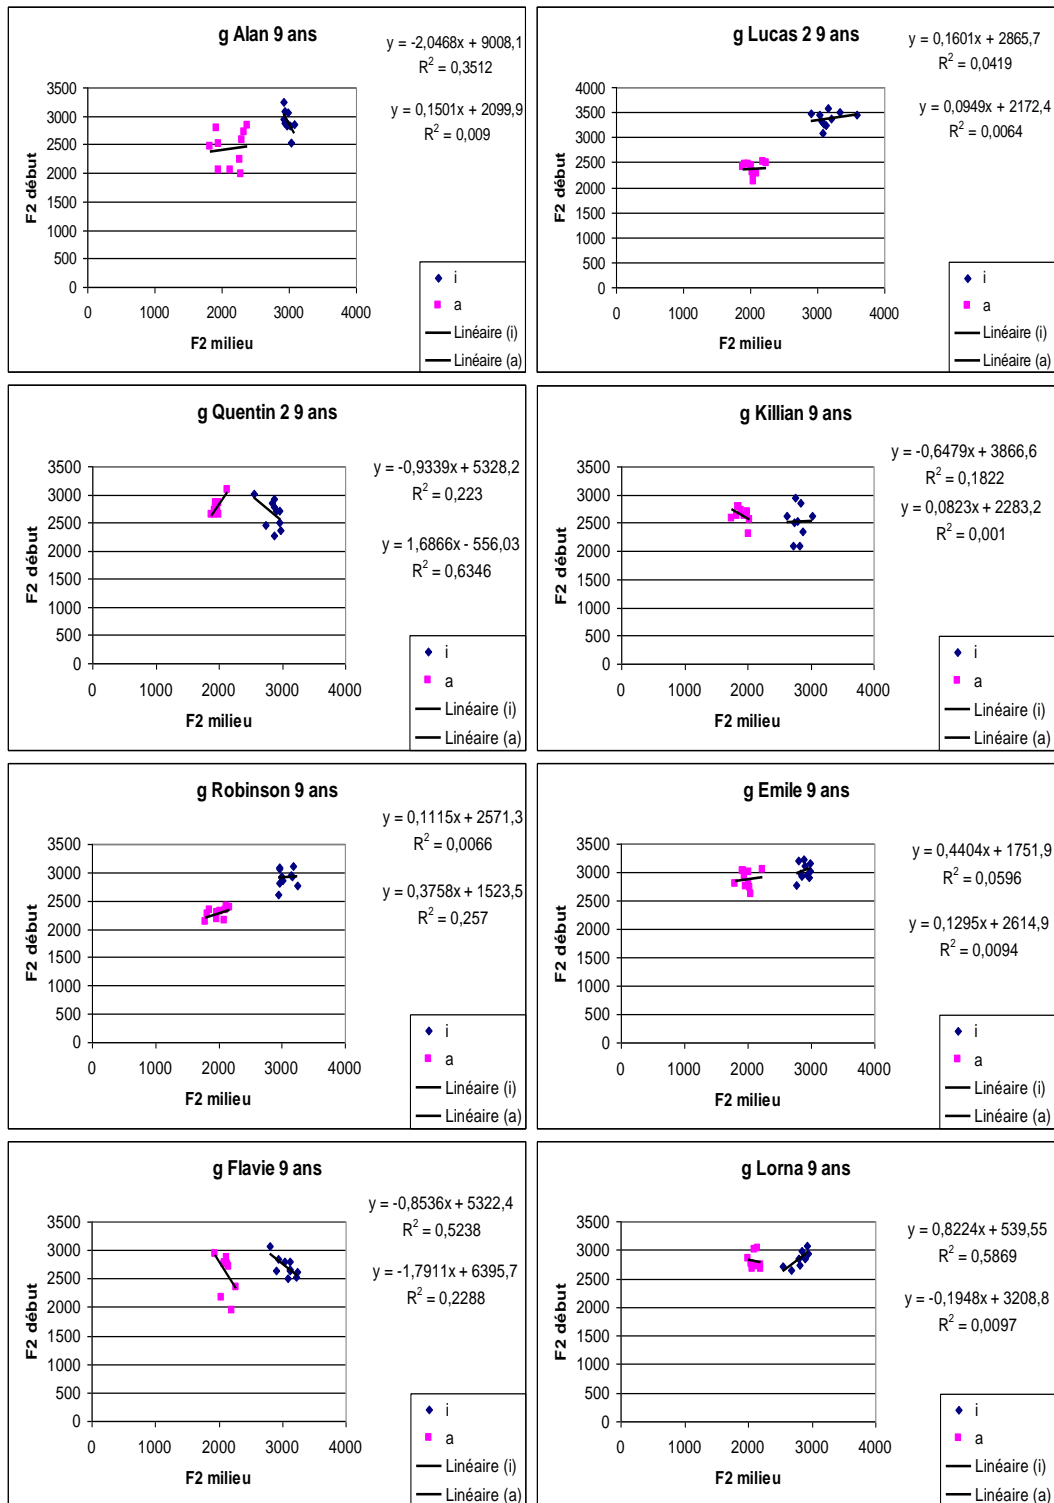 g Alan 9 ans
y = -2,0468x + 9008,1
R² = 0,3512
y = 0,1501x + 2099,9
R² = 0,009
F2 début
3500
3000
2500
2000
1500
1000
500
0
0 1000 2000 3000 4000
F2 milieu
i
a
Linéaire (i)
Linéaire (a)
g Lucas 2 9 ans
y = 0,1601x + 2865,7
R² = 0,0419
y = 0,0949x + 2172,4
R² = 0,0064
F2 début
4000
3500
3000
2500
2000
1500
1000
500
0
0 1000 2000 3000 4000
F2 milieu
i
a
Linéaire (i)
Linéaire (a)
g Quentin 2 9 ans
y = -0,9339x + 5328,2
R² = 0,223
y = 1,6866x - 556,03
R² = 0,6346
F2 début
3500
3000
2500
2000
1500
1000
500
0
0 1000 2000 3000 4000
F2 milieu
i
a
Linéaire (i)
Linéaire (a)
g Killian 9 ans
y = -0,6479x + 3866,6
R² = 0,1822
y = 0,0823x + 2283,2
R² = 0,001
F2 début
3500
3000
2500
2000
1500
1000
500
0
0 1000 2000 3000 4000
F2 milieu
i
a
Linéaire (i)
Linéaire (a)
g Robinson 9 ans
y = 0,1115x + 2571,3
R² = 0,0066
y = 0,3758x + 1523,5
R² = 0,257
F2 début
3500
3000
2500
2000
1500
1000
500
0
0 1000 2000 3000 4000
F2 milieu
i
a
Linéaire (i)
Linéaire (a)
g Emile 9 ans
y = 0,4404x + 1751,9
R² = 0,0596
y = 0,1295x + 2614,9
R² = 0,0094
F2 début
3500
3000
2500
2000
1500
1000
500
0
0 1000 2000 3000 4000
F2 milieu
i
a
Linéaire (i)
Linéaire (a)
g Flavie 9 ans
y = -0,8536x + 5322,4
R² = 0,5238
y = -1,7911x + 6395,7
R² = 0,2288
F2 début
3500
3000
2500
2000
1500
1000
500
0
0 1000 2000 3000 4000
F2 milieu
i
a
Linéaire (i)
Linéaire (a)
g Lorna 9 ans
y = 0,8224x + 539,55
R² = 0,5869
y = -0,1948x + 3208,8
R² = 0,0097
F2 début
3500
3000
2500
2000
1500
1000
500
0
0 1000 2000 3000 4000
F2 milieu
i
a
Linéaire (i)
Linéaire (a)